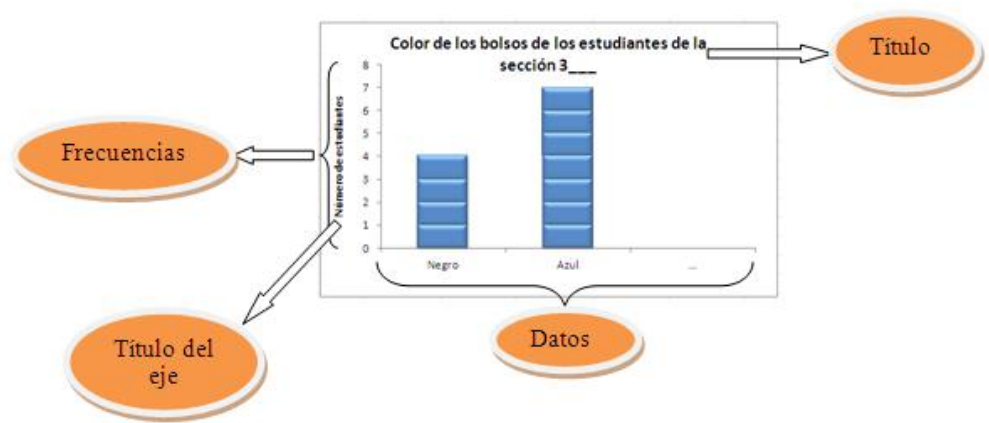 Color de los bolsos de los estudiantes de la
sección 3___
Título
Frecuencias
Número de estudiantes
8
7
6
5
4
3
2
1
0
Negro
Azul
...
Título del
eje
Datos